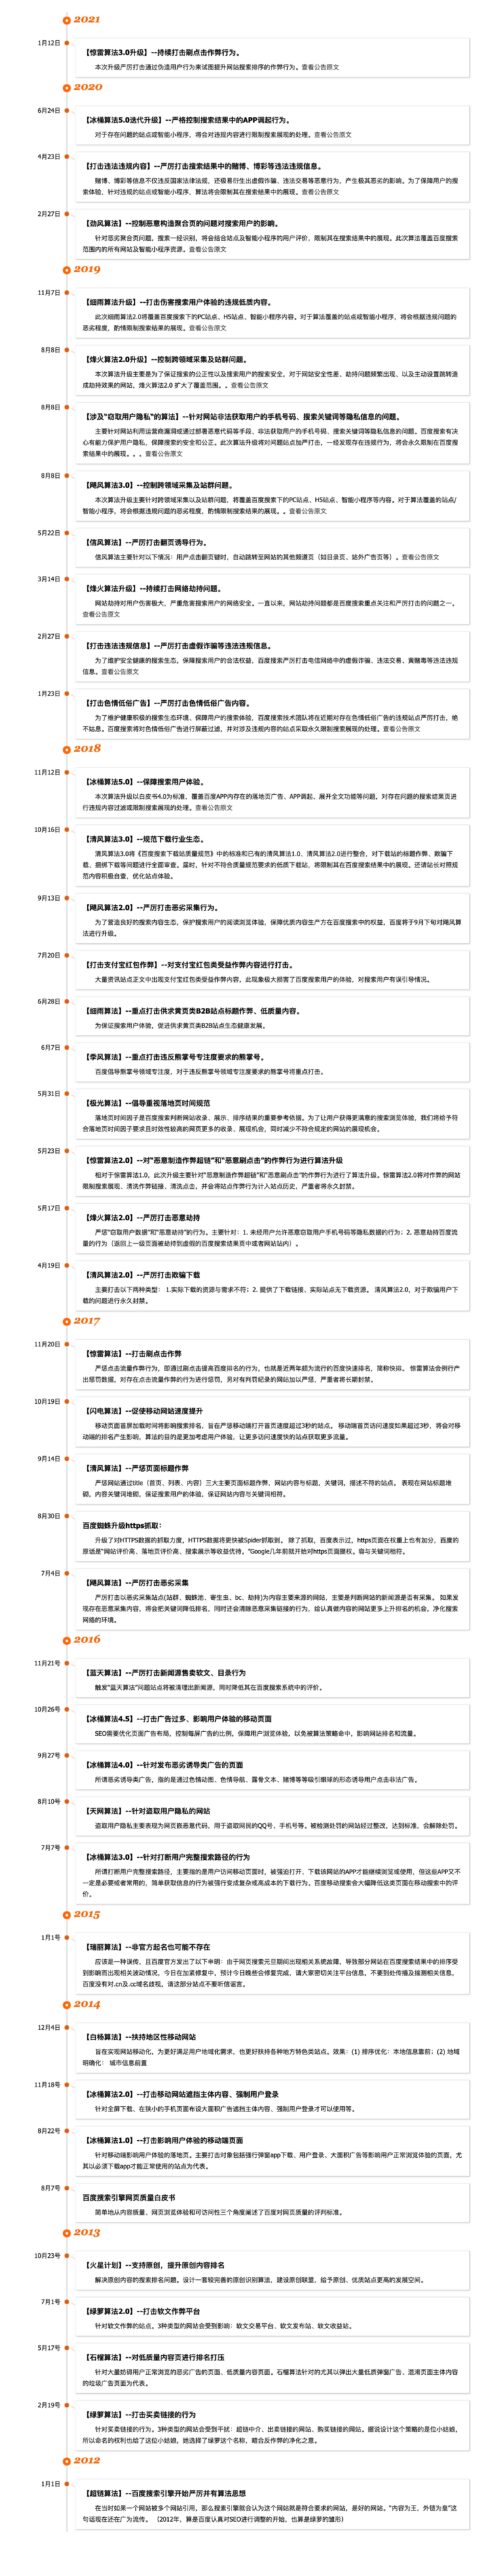 2021
1月12日
【惊雷算法3.0升级】--持续打击刷点击作弊行为。
本次升级严厉打击通过伪造用户行为来试图提升网站搜索排序的作弊行为。查看公告原文
2020
6月24日
【冰桶算法5.0迭代升级】--严格控制搜索结果中的APP调起行为。
对于存在问题的站点或智能小程序，将会对违规内容进行限制搜索展现的处理。查看公告原文
4月23日
【打击违法违规内容】--严厉打击搜索结果中的赌博、博彩等违法违规信息。
赌博、博彩等信息不仅违反国家法律法规，还极易衍生出虚假诈骗、违法交易等恶意行为，产生极其恶劣的影响。为了保障用户的搜
索体验，针对违规的站点或智能小程序，算法将会限制其在搜索结果中的展现。查看公告原文
2月27日
【劲风算法】--控制恶意构造聚合页的问题对搜索用户的影响。
针对恶劣聚合页问题，搜索一经识别，将会结合站点及智能小程序的用户评价，限制其在搜索结果中的展现。此次算法覆盖百度搜索
范围内的所有网站及智能小程序资源。查看公告原文
2019
11月7日
【细雨算法升级】--打击伤害搜索用户体验的违规低质内容。
此次细雨算法2.0将覆盖百度搜索下的PC站点、H5站点、智能小程序内容。对于算法覆盖的站点或智能小程序，将会根据违规问题的
恶劣程度，酌情限制搜索结果的展现。查看公告原文
8月8日
【烽火算法2.0升级】--控制跨领域采集及站群问题。
本次算法升级主要是为了保证搜索的公正性以及搜索用户的搜索安全。对于网站安全性差、劫持问题频繁出现、以及主动设置跳转造
成劫持效果的网站，烽火算法2.0 扩大了覆盖范围。。查看公告原文
8月8日
【涉及"窃取用户隐私"的算法】--针对网站非法获取用户的手机号码、搜索关键词等隐私信息的问题。
主要针对网站利用运营商漏洞或通过部署恶意代码等手段、非法获取用户的手机号码、搜索关键词等隐私信息的问题。百度搜索有决
心有能力保护用户隐私，保障搜索的安全和公正。此次算法升级将对问题站点加严打击，一经发现存在违规行为，将会永久限制在百度搜
索结果中的展现。。。查看公告原文
8月8日
【飓风算法3.0】--控制跨领域采集及站群问题。
本次算法升级主要针对跨领域采集以及站群问题，将覆盖百度搜索下的PC站点、H5站点、智能小程序等内容。对于算法覆盖的站点/
智能小程序，将会根据违规问题的恶劣程度，酌情限制搜索结果的展现。。查看公告原文
5月22日
【信风算法】--严厉打击翻页诱导行为。
信风算法主要针对以下情况：用户点击翻页键时，自动跳转至网站的其他频道页（如目录页、站外广告页等）。查看公告原文
3月14日
【烽火算法升级】--持续打击网络劫持问题。
网站劫持对用户伤害极大，严重危害搜索用户的网络安全。一直以来，网站劫持问题都是百度搜索重点关注和严厉打击的问题之一。
查看公告原文
2月27日
【打击违法违规信息】--严厉打击虚假诈骗等违法违规信息。
为了维护安全健康的搜索生态，保障搜索用户的合法权益，百度搜索严厉打击电信网络中的虚假诈骗、违法交易、黄赌毒等违法违规
信息。查看公告原文
1月23日
【打击色情低俗广告】--严厉打击色情低俗广告内容。
为了维护健康积极的搜索生态环境、保障用户的搜索体验，百度搜索技术团队将在近期对存在色情低俗广告的违规站点严厉打击，绝
不姑息。百度搜索将对色情低俗广告进行屏蔽过滤，并对涉及违规内容的站点采取永久限制搜索展现的处理。查看公告原文
2018
11月12日
【冰桶算法5.0】--保障搜索用户体验。
本次算法升级以白皮书4.0为标准，覆盖百度APP内存在的落地页广告、APP调起、展开全文功能等问题，对存在问题的搜索结果页进
行违规内容过滤或限制搜索展现的处理。查看公告原文
10月16日
【清风算法3.0】--规范下载行业生态。
清风算法3.0将《百度搜索下载站质量规范》中的标准和已有的清风算法1.0、清风算法2.0进行整合，对下载站的标题作弊、欺骗下
载、捆绑下载等问题进行全面审查。届时，针对不符合质量规范要求的低质下载站，将限制其在百度搜索结果中的展现。还请站长对照规
范内容积极自查，优化站点体验。
9月13日
【飓风算法2.0】--严厉打击恶劣采集行为。
为了营造良好的搜索内容生态，保护搜索用户的阅读浏览体验，保障优质内容生产方在百度搜索中的权益，百度将于9月下旬对飓风算
法进行升级。
7月20日
【打击支付宝红包作弊】--对支付宝红包类受益作弊内容进行打击。
大量资讯站点正文中出现支付宝红包类受益作弊内容，此现象极大损害了百度搜索用户的体验，对搜索用户有误引导情况。
6月28日
【细雨算法】--重点打击供求黄页类B2B站点标题作弊、低质量内容。
为保证搜索用户体验，促进供求黄页类B2B站点生态健康发展。
6月7日
【季风算法】--重点打击违反熊掌号专注度要求的熊掌号。
百度倡导熊掌号领域专注度，对于违反熊掌号领域专注度要求的熊掌号将重点打击。
5月31日
【极光算法】--倡导重视落地页时间规范
落地页时间因子是百度搜索判断网站收录、展示、排序结果的重要参考依据。为了让用户获得更满意的搜索浏览体验，我们将给予符
合落地页时间因子要求且时效性较高的网页更多的收录、展现机会，同时减少不符合规定的网站的展现机会。
5月23日
【惊雷算法2.0】--对"恶意制造作弊超链"和"恶意刷点击"的作弊行为进行算法升级
相对于惊雷算法1.0，此次升级主要针对"恶意制造作弊超链"和"恶意刷点击"的作弊行为进行了算法升级。惊雷算法2.0将对作弊的网站
限制搜索展现、清洗作弊链接、清洗点击，并会将站点作弊行为计入站点历史，严重者将永久封禁。
5月17日
【烽火算法2.0】--严厉打击恶意劫持
严惩"窃取用户数据"和"恶意劫持"的行为。主要针对：1. 未经用户允许恶意窃取用户手机号码等隐私数据的行为；2. 恶意劫持百度流
量的行为（返回上一级页面被劫持到虚假的百度搜索结果页中或者网站站内）。
4月19日
【清风算法2.0】--严厉打击欺骗下载
主要打击以下两种类型： 1.实际下载的资源与需求不符；2. 提供了下载链接、实际站点无下载资源。 清风算法2.0，对于欺骗用户下
载的问题进行永久封禁。
2017
11月20日
【惊雷算法】--打击刷点击作弊
严惩点击流量作弊行为，即通过刷点击提高百度排名的行为，也就是近两年颇为流行的百度快速排名，简称快排。 惊雷算法会例行产
出惩罚数据，对存在点击流量作弊的行为进行惩罚，另对有判罚纪录的网站加以严惩，严重者将长期封禁。
10月19日
【闪电算法】--促使移动网站速度提升
移动页面首屏加载时间将影响搜索排名，旨在严惩移动端打开首页速度超过3秒的站点。 移动端首页访问速度如果超过3秒，将会对移
动端的排名产生影响，算法的目的是更加考虑用户体验，让更多访问速度快的站点获取更多流量。
9月14日
【清风算法】--严惩页面标题作弊
严惩网站通过title（首页、列表、内容）三大主要页面标题作弊，网站内容与标题，关键词，描述不符的站点。 表现在网站标题堆
砌，内容关键词堆砌，保证搜索用户的体验，保证网站内容与关键词相符。
8月30日
百度蜘蛛升级https抓取：
升级了对HTTPS数据的抓取力度，HTTPS数据将更快被Spider抓取到。 除了抓取，百度表示过，https页面在权重上也有加分，百度的
原话是"网站评价高、落地页评价高、搜索展示等收益优待。"Google几年前就开始对https页面提权。容与关键词相符。
7月4日
【飓风算法】--严厉打击恶劣采集
严厉打击以恶劣采集站点(站群、蜘蛛池、寄生虫、bc、劫持)为内容主要来源的网站，主要是判断网站的新闻源是否有采集。 如果发
现存在恶意采集内容，将会把关键词降低排名，同时还会清除恶意采集链接的行为，给认真做内容的网站更多上升排名的机会，净化搜索
网络的环境。
2016
11月21号
【蓝天算法】--严厉打击新闻源售卖软文、目录行为
触发"蓝天算法"问题站点将被清理出新闻源，同时降低其在百度搜索系统中的评价。
10月26号
【冰桶算法4.5】--打击广告过多、影响用户体验的移动页面
SEO需要优化页面广告布局，控制每屏广告的比例，保障用户浏览体验，以免被算法策略命中，影响网站排名和流量。
9月27号
【冰桶算法4.0】--针对发布恶劣诱导类广告的页面
所谓恶劣诱导类广告，指的是通过色情动图、色情导航、露骨文本、赌博等等吸引眼球的形态诱导用户点击非法广告。
8月10号
【天网算法】--针对盗取用户隐私的网站
盗取用户隐私主要表现为网页嵌恶意代码，用于盗取网民的QQ号、手机号等。被检测处罚的网站经过整改，达到标准，会解除处罚。
7月7号
【冰桶算法3.0】--针对打断用户完整搜索路径的行为
所谓打断用户完整搜索路径，主要指的是用户访问移动页面时，被强迫打开、下载该网站的APP才能继续浏览或使用，但这些APP又不
一定是必要或者常用的，简单获取信息的行为被强行变成复杂或高成本的下载行为。百度移动搜索会大幅降低这类页面在移动搜索中的评
价。
2015
1月1号
【瑞丽算法】--非官方起名也可能不存在
应该是一种误传，且百度官方发出了以下申明：由于网页搜索元旦期间出现相关系统故障，导致部分网站在百度搜索结果中的排序受
到影响而出现相关波动情况。今日在加紧修复中，预计今日晚些会修复完成，请大家密切关注平台信息，不要到处传播及揣测相关信息，
百度没有对.cn及.cc域名歧视，请这部分站点不要听信谣言。
2014
12月4日
【白杨算法】--扶持地区性移动网站
旨在实现网站移动化，为更好满足用户地域化需求，也更好扶持各种地方特色类站点。效果：(1) 排序优化：本地信息靠前；(2) 地域
明确化： 城市信息前置
11月18号
【冰桶算法2.0】--打击移动网站遮挡主体内容、强制用户登录
针对全屏下载、在狭小的手机页面布设大面积广告遮挡主体内容、强制用户登录才可以使用等。
8月22号
【冰桶算法1.0】--打击影响用户体验的移动端页面
针对移动端影响用户体验的落地页。主要打击对象包括强行弹窗app下载、用户登录、大面积广告等影响用户正常浏览体验的页面，尤
其以必须下载app才能正常使用的站点为代表。
8月7号
百度搜索引擎网页质量白皮书
简单地从内容质量、网页浏览体验和可访问性三个角度阐述了百度对网页质量的评判标准。
2013
10月23号
【火星计划】--支持原创，提升原创内容排名
解决原创内容的搜索排名问题。设计一套较完善的原创识别算法，建设原创联盟，给予原创、优质站点更高的发展空间。
7月1号
【绿萝算法2.0】--打击软文作弊平台
针对软文作弊的站点。3种类型的网站会受到影响：软文交易平台、软文发布站、软文收益站。
5月17号
【石榴算法】--对低质量内容页进行排名打压
针对大量妨碍用户正常浏览的恶劣广告的页面、低质量内容页面。石榴算法针对的尤其以弹出大量低质弹窗广告、混淆页面主体内容
的垃圾广告页面为代表。
2月19号
【绿萝算法】--打击买卖链接的行为
针对买卖链接的行为。3种类型的网站会受到干扰：超链中介、出卖链接的网站、购买链接的网站。据说设计这个策略的是位小姑娘，
所以命名的权利也给了这位小姑娘，她选择了绿萝这个名称，暗合反作弊的净化之意。
2012
1月1日
【超链算法】--百度搜索引擎开始严厉并有算法思想
在当时如果一个网站被多个网站引用，那么搜索引擎就会认为这个网站就是符合要求的网站，是好的网站。"内容为王，外链为皇"这
句话现在还在广为流传。 （2012年，算是百度认真对SEO进行调整的开始，也算是绿萝的雏形）